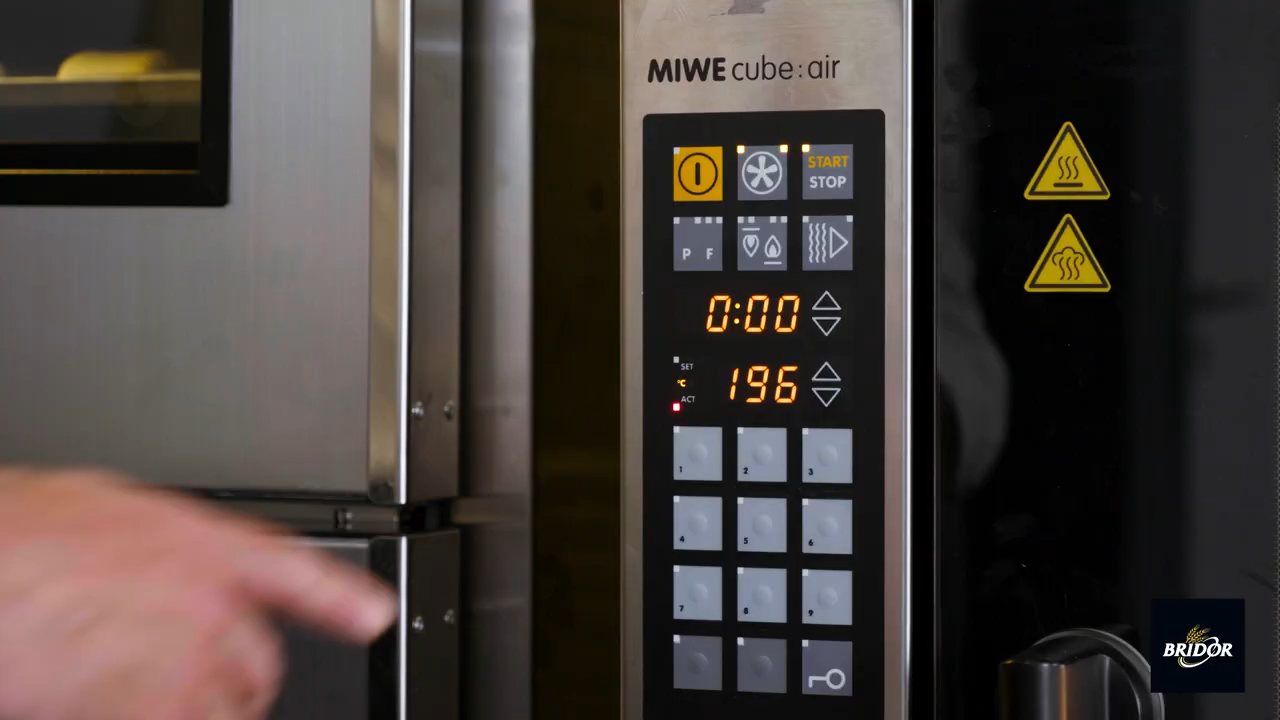 MIWE cube:air
START
STOP
P F
0:00
SET
°C
196
ACT
1 2 3
4 5 6
7 8 9
BRIDOR